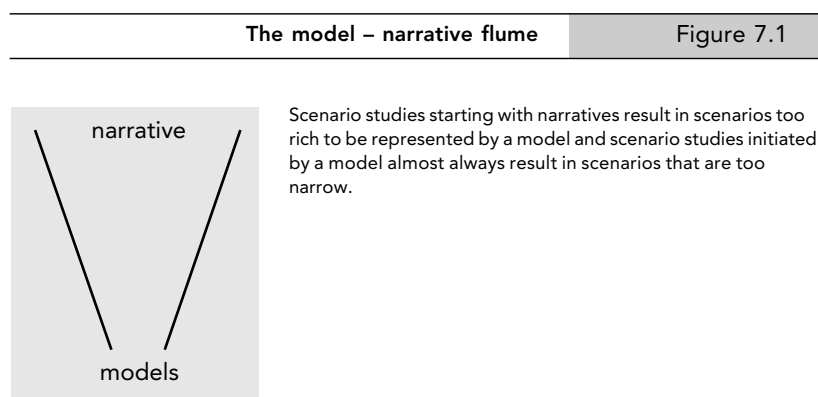 The model – narrative flume
Figure 7.1
narrative
models
Scenario studies starting with narratives result in scenarios too
rich to be represented by a model and scenario studies initiated
by a model almost always result in scenarios that are too
narrow.